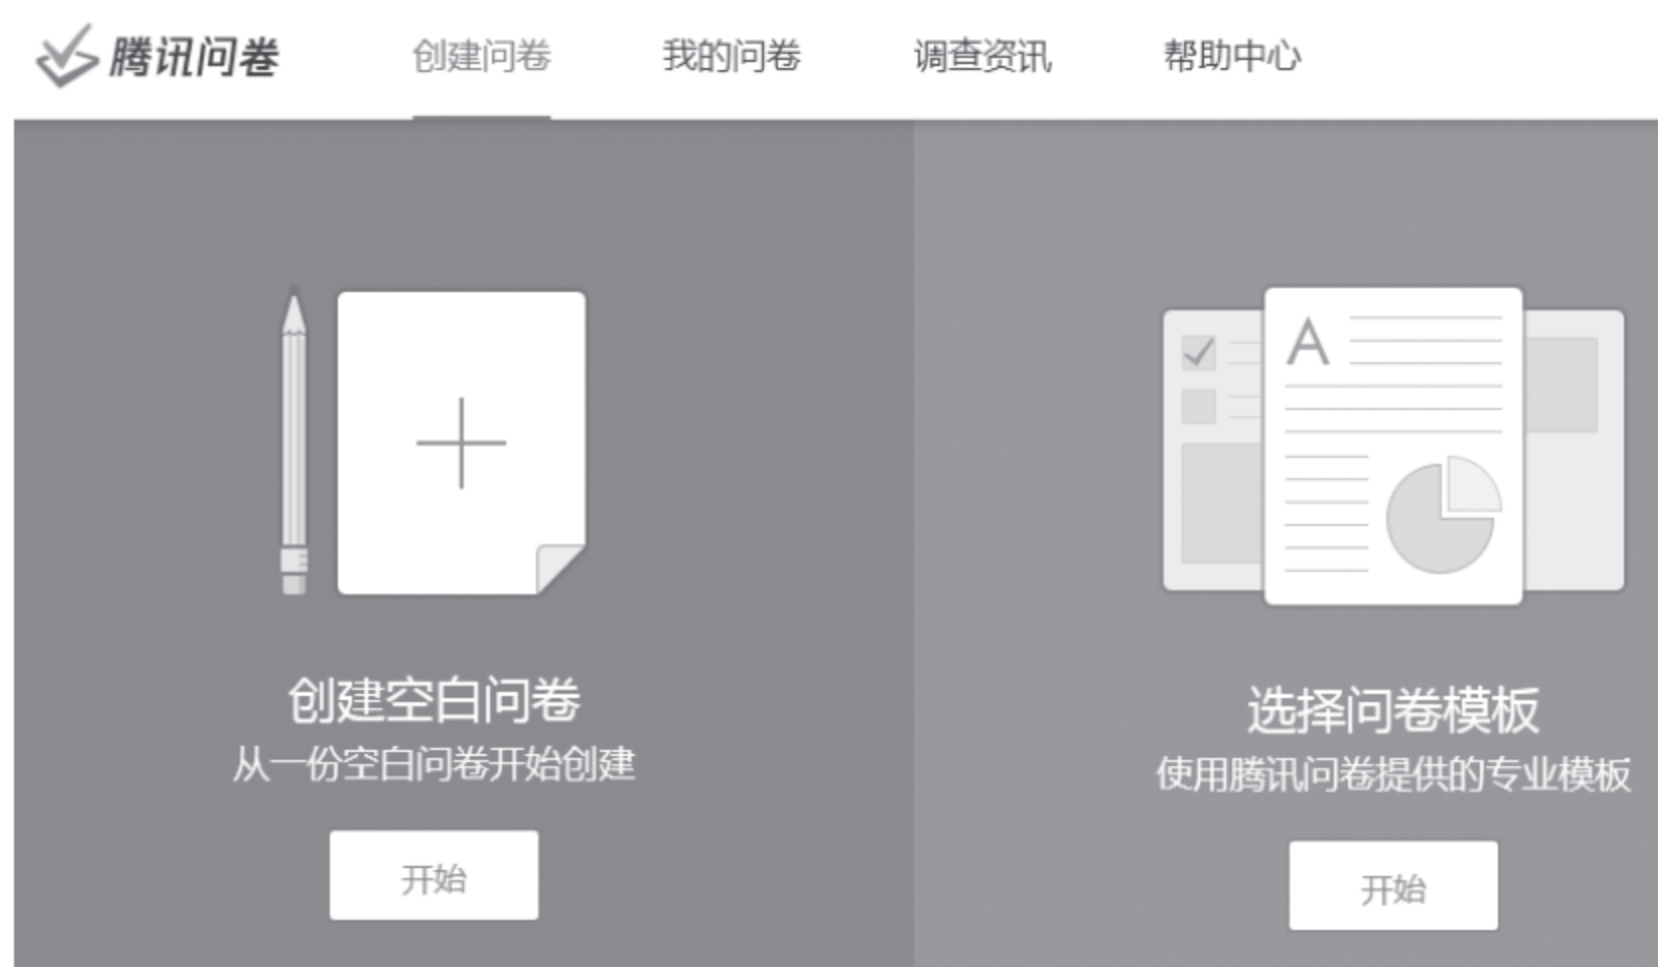 腾讯问卷 创建问卷 我的问卷 调查资讯 帮助中心
A
创建空白问卷
从一份空白问卷开始创建
开始
选择问卷模板
使用腾讯问卷提供的专业模板
开始